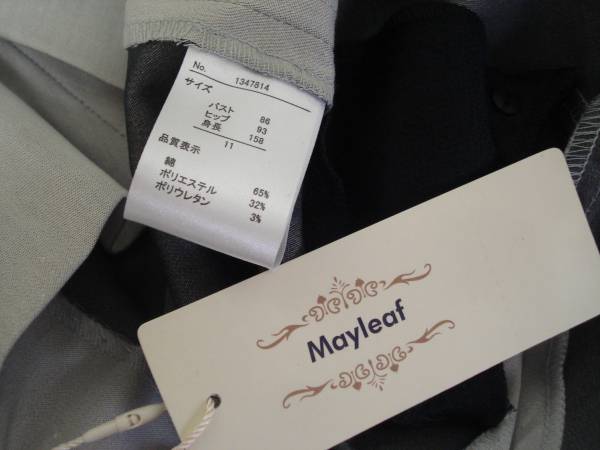 No. 1347814
サイズ
バスト 86
ヒップ 93
身長 158
11
品質表示
綿 65%
ポリエステル 32%
ポリウレタン 3%
Mayleaf